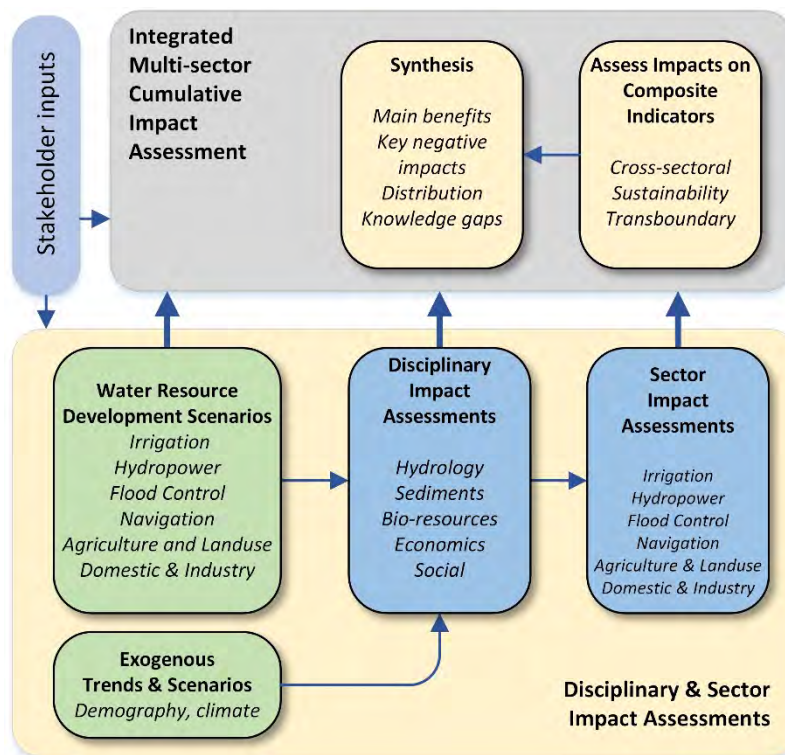 Stakeholder inputs
Integrated
Multi-sector
Cumulative
Impact
Assessment
Synthesis
Main benefits
Key negative
impacts
Distribution
Knowledge gaps
Assess Impacts on
Composite
Indicators
Cross-sectoral
Sustainability
Transboundary
Water Resource
Development Scenarios
Irrigation
Hydropower
Flood Control
Navigation
Agriculture and Landuse
Domestic & Industry
Disciplinary
Impact
Assessments
Hydrology
Sediments
Bio-resources
Economics
Social
Sector
Impact
Assessments
Irrigation
Hydropower
Flood Control
Navigation
Agriculture & Landuse
Domestic & Industry
Exogenous
Trends & Scenarios
Demography, climate
Disciplinary & Sector
Impact Assessments